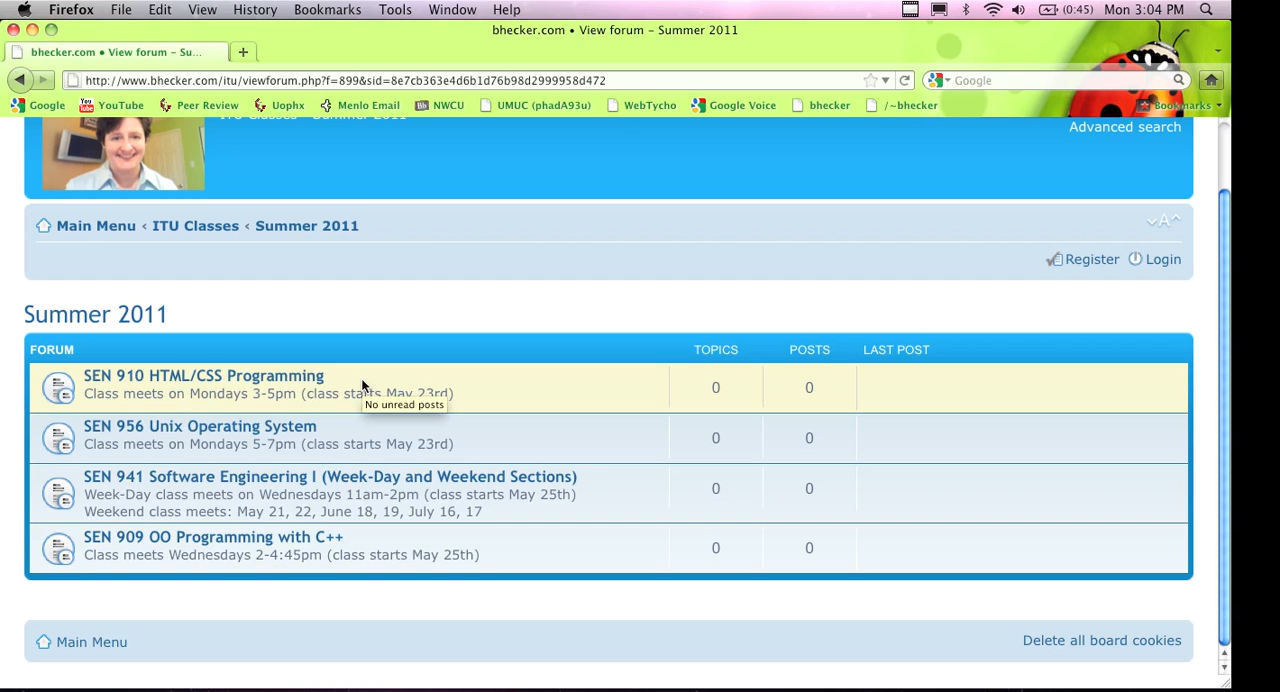 Firefox File Edit View History Bookmarks Tools Window Help (0:45) Mon 3:04 PM
bhecker.com • View forum – Summer 2011
bhecker.com • View forum – Su...
http://www.bhecker.com/itu/viewforum.php?f=899&sid=8e7cb363e4d6b1d76b98d2999958d472 Google
Google YouTube Peer Review Uophx Menlo Email NWCU UMUC (phadA93u) WebTycho Google Voice bhecker /~bhecker Bookmarks
ITU Classes - Summer 2011
Advanced search
Main Menu ‹ ITU Classes ‹ Summer 2011
Register Login
Summer 2011
FORUM TOPICS POSTS LAST POST
SEN 910 HTML/CSS Programming
Class meets on Mondays 3-5pm (class starts May 23rd) 0 0
No unread posts
SEN 956 Unix Operating System
Class meets on Mondays 5-7pm (class starts May 23rd) 0 0
SEN 941 Software Engineering I (Week-Day and Weekend Sections)
Week-Day class meets on Wednesdays 11am-2pm (class starts May 25th) 0 0
Weekend class meets: May 21, 22, June 18, 19, July 16, 17
SEN 909 OO Programming with C++
Class meets Wednesdays 2-4:45pm (class starts May 25th) 0 0
Main Menu Delete all board cookies